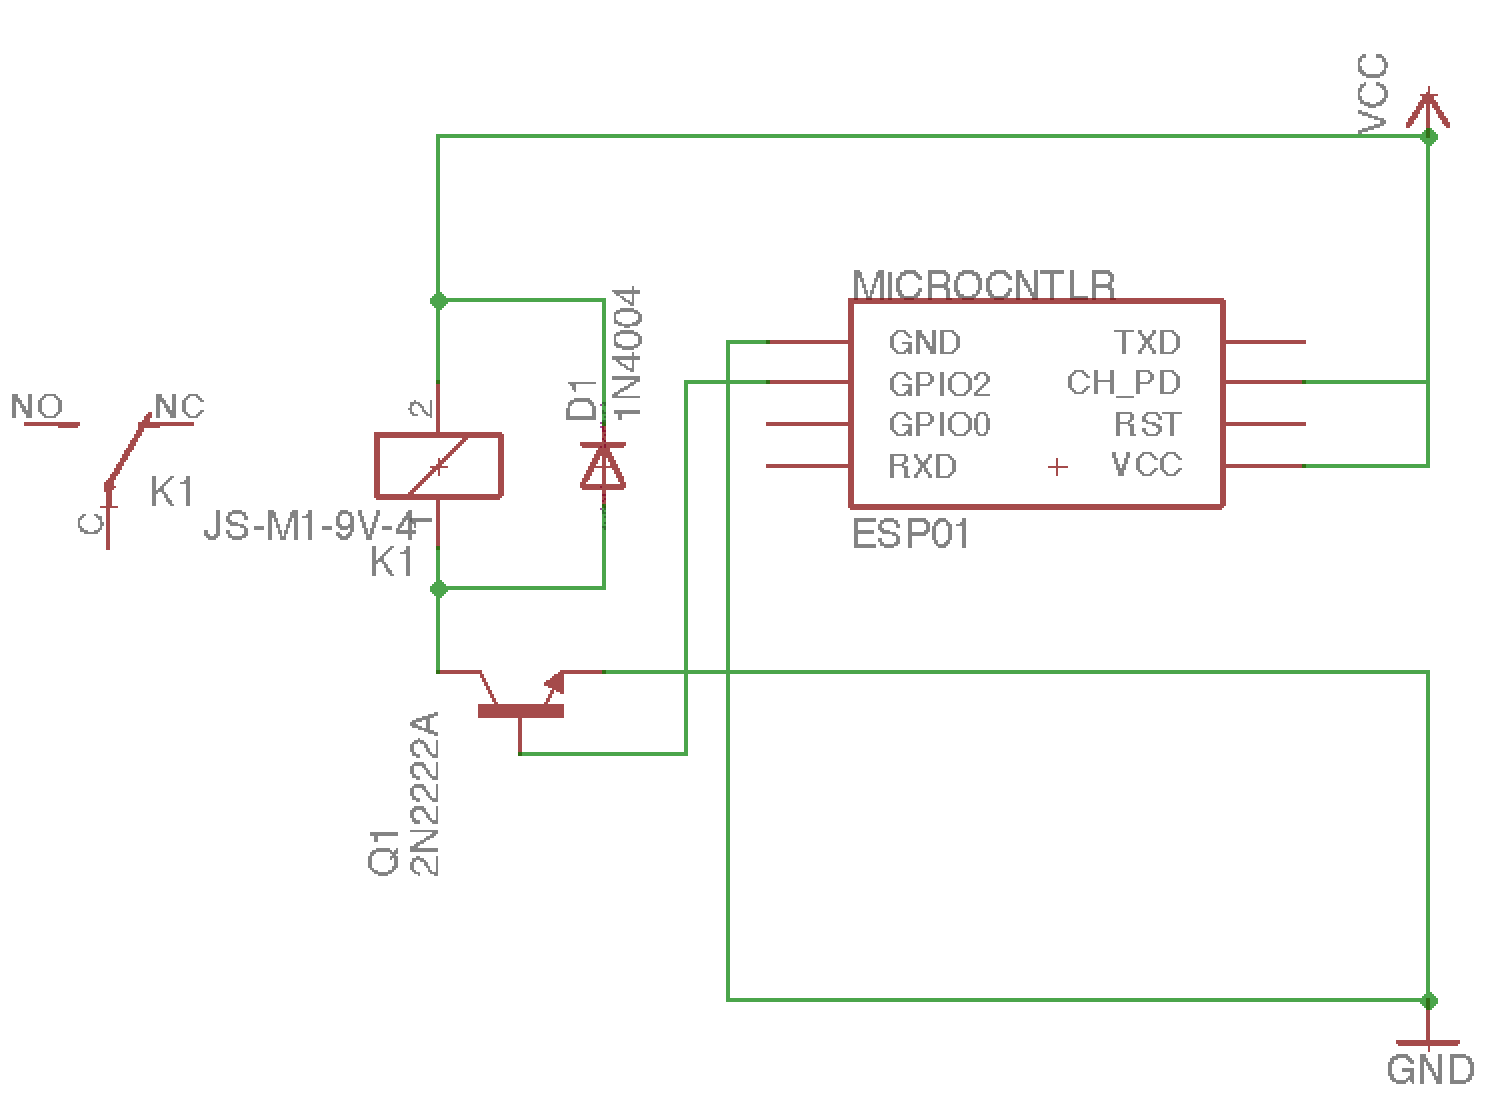 VCC
MICROCNTLR
GND TXD
GPIO2 CH_PD
GPIO0 RST
RXD VCC
ESP01
D1
1N4004
NO NC
K1
C
2
1
JS-M1-9V-4
K1
Q1
2N2222A
GND